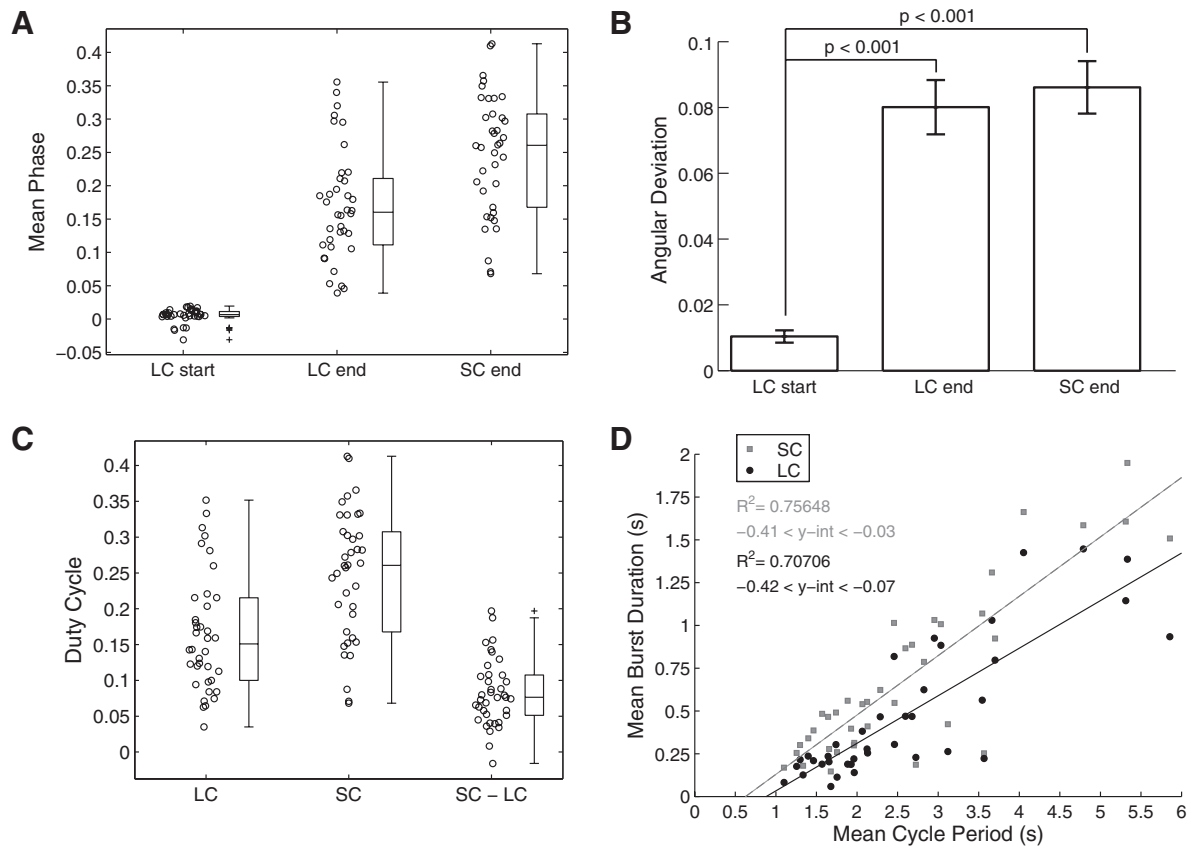 A
Mean Phase
0.4
0.35
0.3
0.25
0.2
0.15
0.1
0.05
0
−0.05
LC start
LC end
SC end
B
p < 0.001
p < 0.001
Angular Deviation
0.1
0.08
0.06
0.04
0.02
0
LC start
LC end
SC end
C
Duty Cycle
0.4
0.35
0.3
0.25
0.2
0.15
0.1
0.05
0
LC
SC
SC − LC
D
SC
LC
R²= 0.75648
−0.41 < y−int < −0.03
R²= 0.70706
−0.42 < y−int < −0.07
Mean Burst Duration (s)
2
1.75
1.5
1.25
1
0.75
0.5
0.25
0
0 0.5 1 1.5 2 2.5 3 3.5 4 4.5 5 5.5 6
Mean Cycle Period (s)